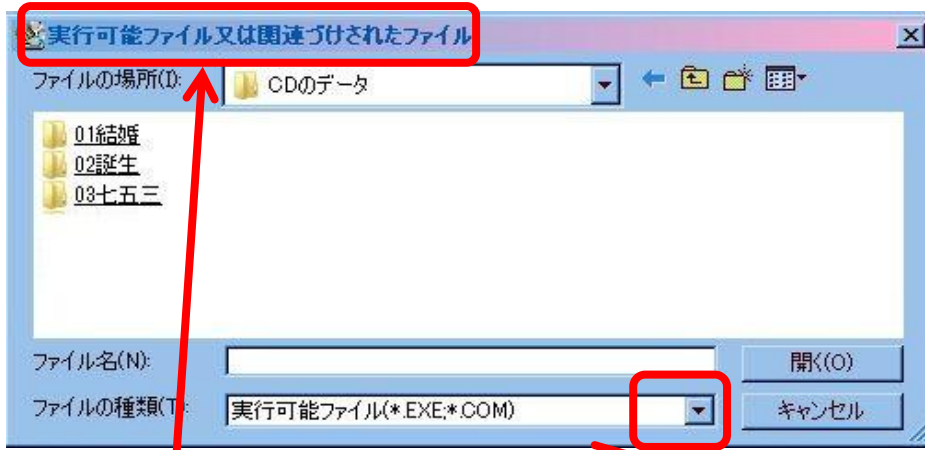 実行可能ファイル又は関連づけされたファイル
ファイルの場所(I):
CDのデータ
01結婚
02誕生
03七五三
ファイル名(N):
開く(O)
ファイルの種類(T):
実行可能ファイル(*.EXE;*.COM)
キャンセル